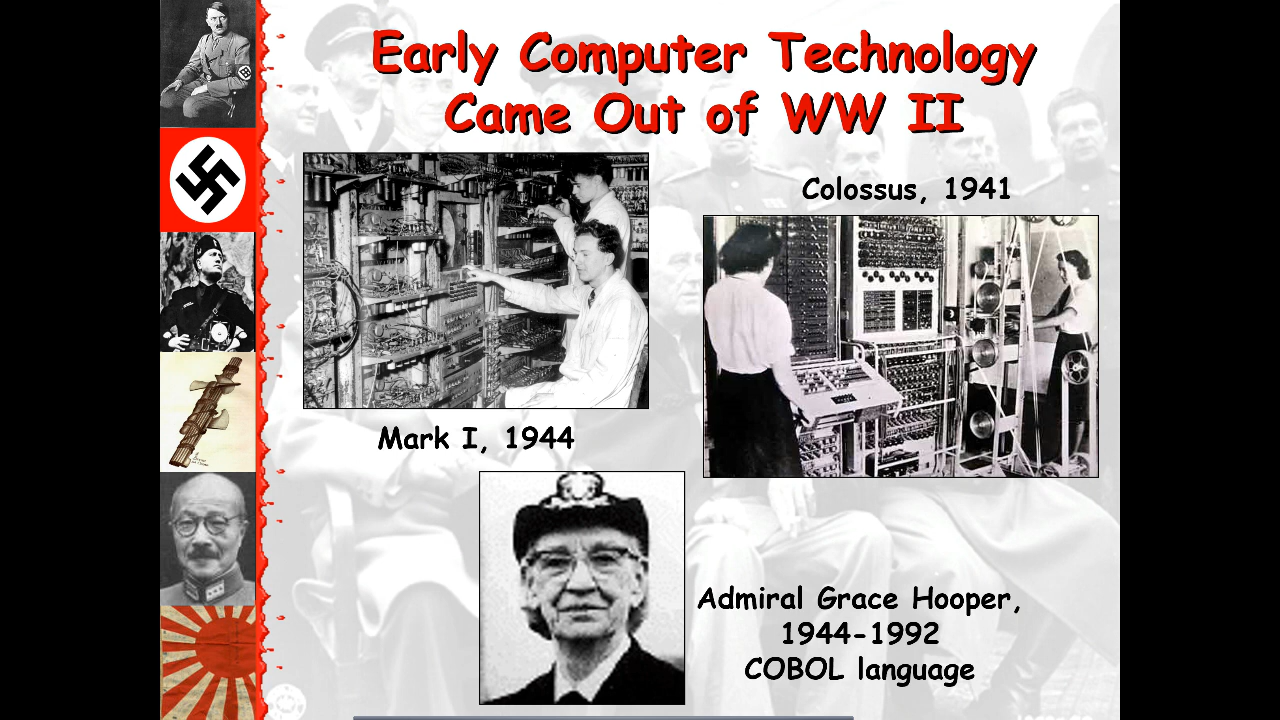 Early Computer Technology
Came Out of WW II
Colossus, 1941
Mark I, 1944
Admiral Grace Hooper,
1944-1992
COBOL language